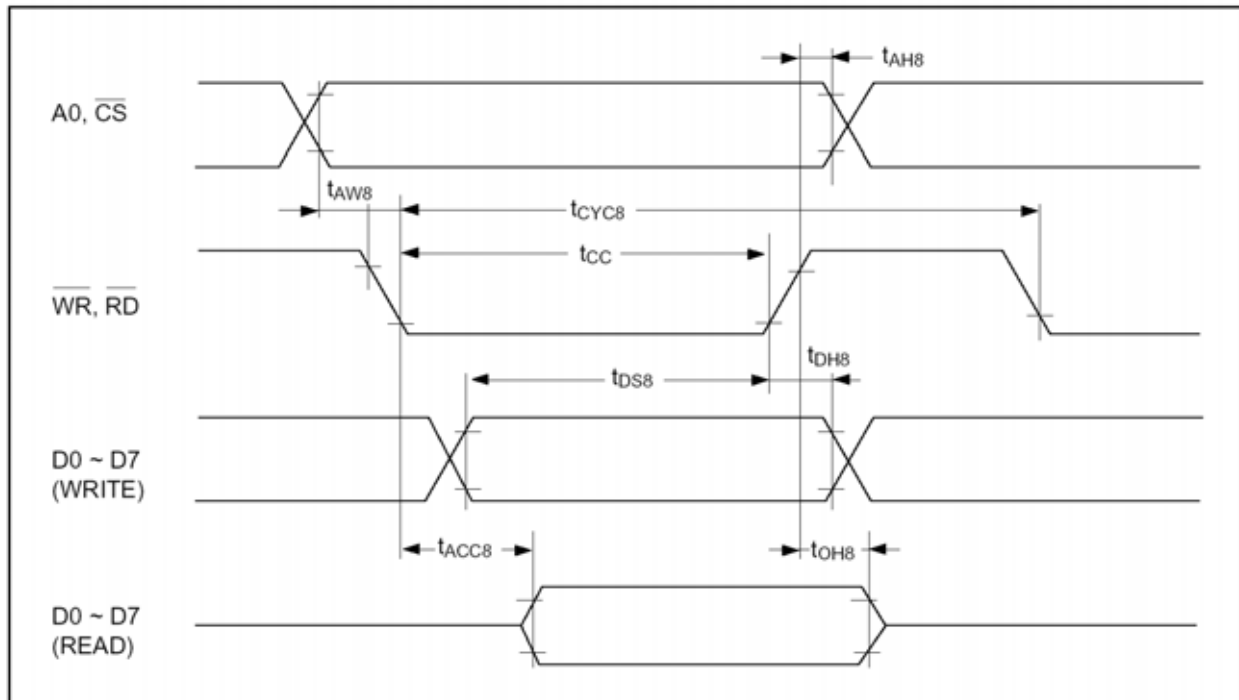 tAH8
A0, CS
tAW8
tCYC8
tCC
WR, RD
tDH8
tDS8
D0 ~ D7
(WRITE)
tACC8
tOH8
D0 ~ D7
(READ)